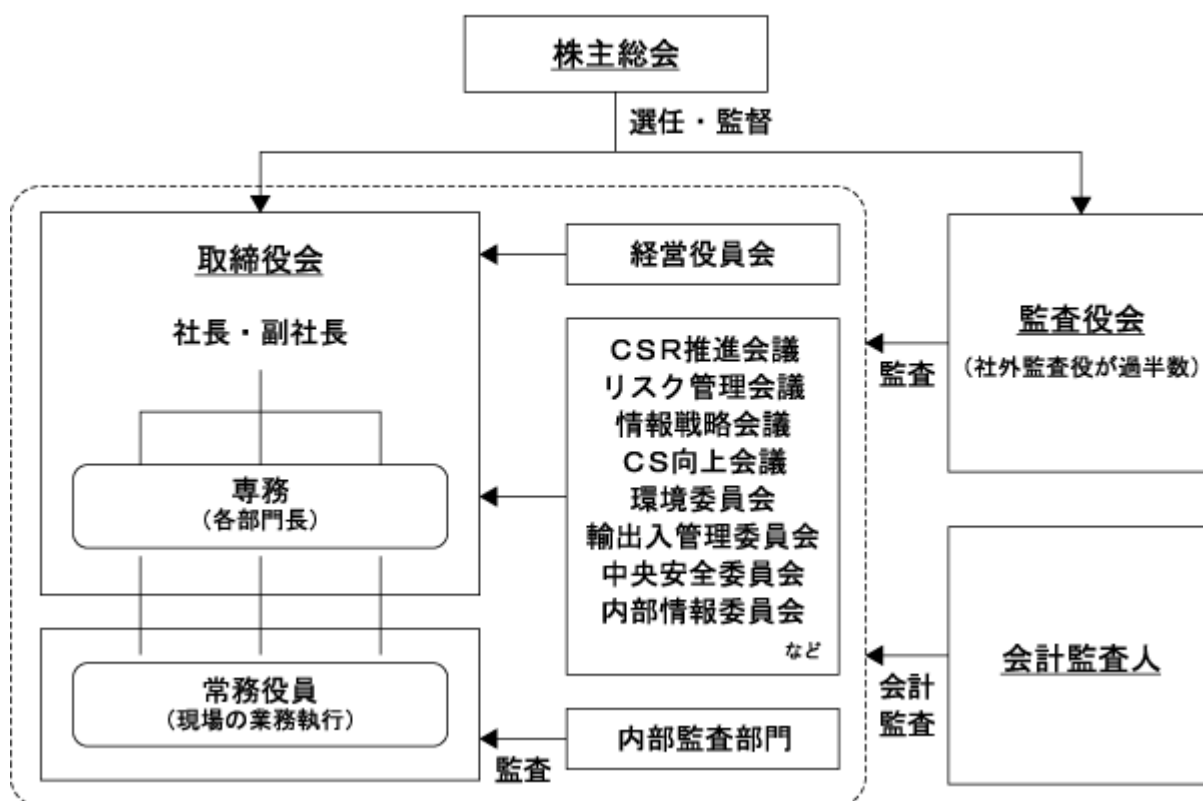 株主総会
選任・監督
取締役会
社長・副社長
専務
(各部門長)
常務役員
(現場の業務執行)
経営役員会
CSR推進会議
リスク管理会議
情報戦略会議
CS向上会議
環境委員会
輸出入管理委員会
中央安全委員会
内部情報委員会
など
内部監査部門
監査
監査役会
(社外監査役が過半数)
監査
会計監査人
会計
監査